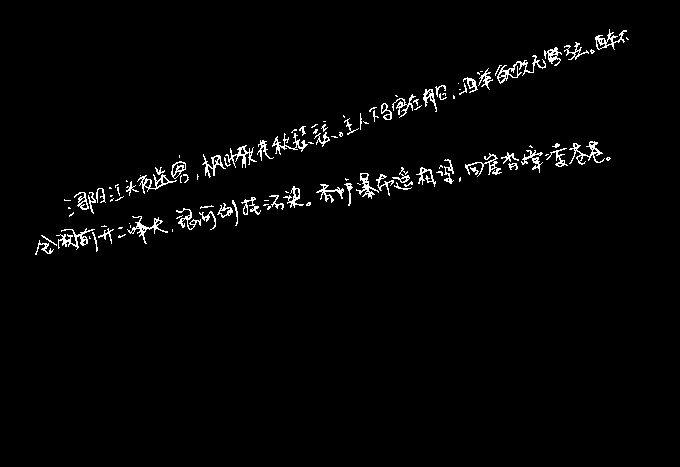 浔阳江头夜送客，枫叶荻花秋瑟瑟。主人下马客在船，酒举欲饮无管弦。醉不
金阙前开二峰长，银河倒挂三石梁。香炉瀑布遥相望，回崖沓嶂凌苍苍。